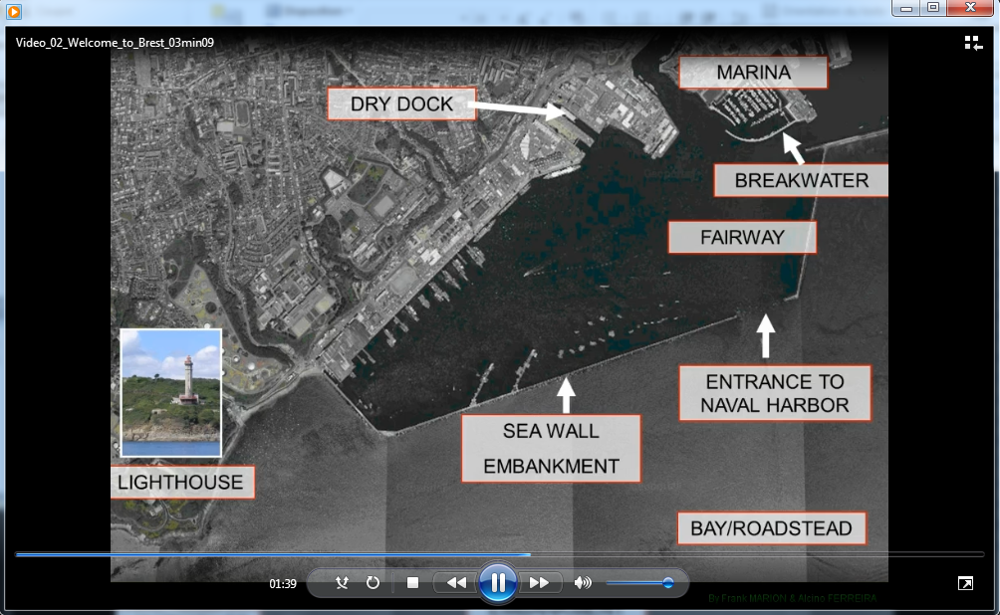 Video_02_Welcome_to_Brest_03min09
MARINA
DRY DOCK
BREAKWATER
FAIRWAY
ENTRANCE TO
NAVAL HARBOR
SEA WALL
EMBANKMENT
LIGHTHOUSE
BAY/ROADSTEAD
01:39
By Frank MARION & Alcino FERREIRA